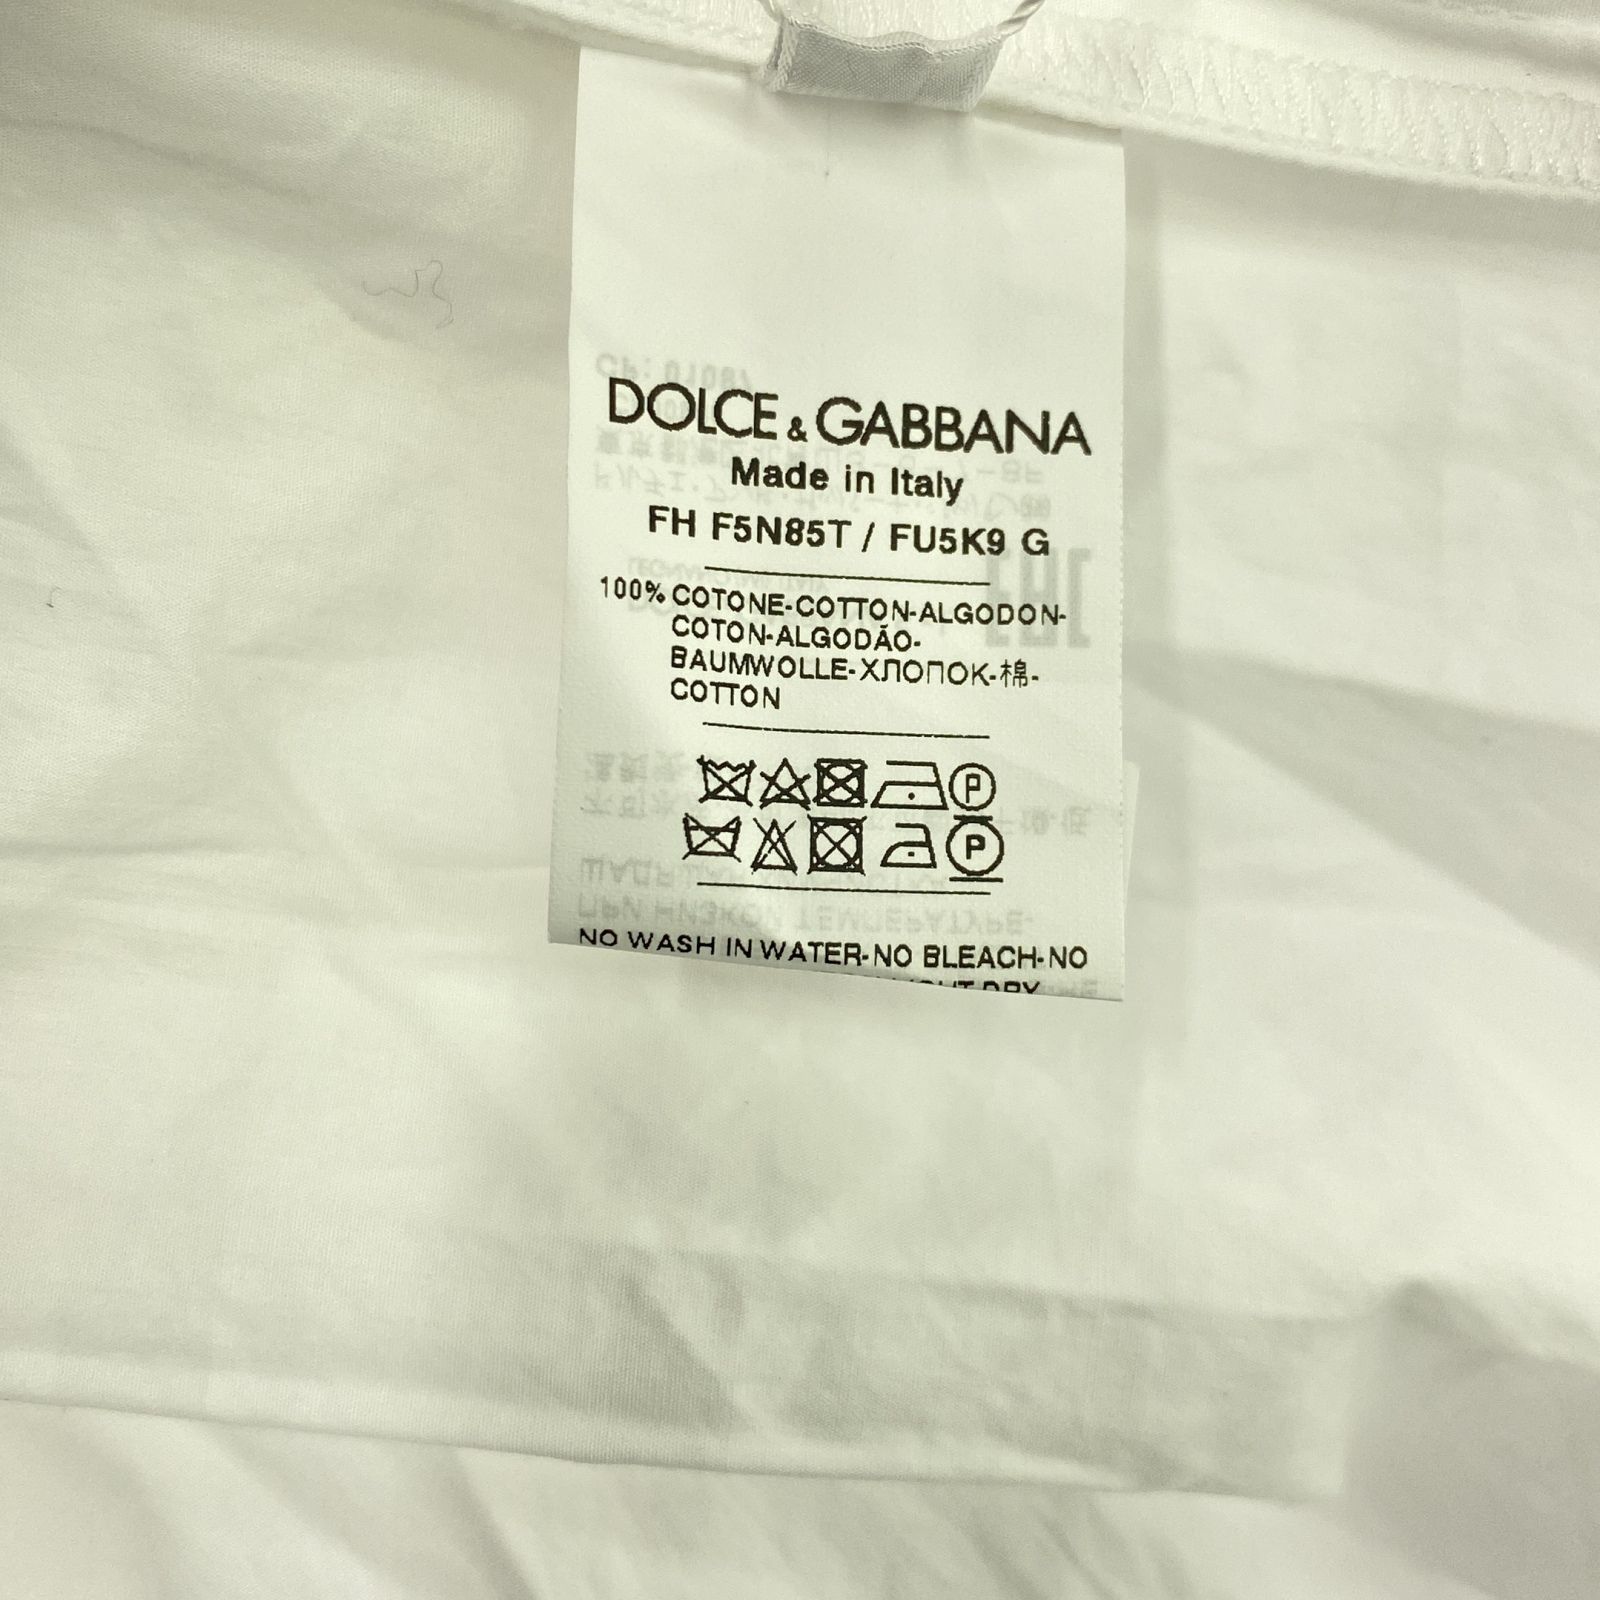 DOLCE & GABBANA
Made in Italy
FH F5N85T / FU5K9 G
100% COTONE-COTTON-ALGODON-
COTON-ALGODÃO-
BAUMWOLLE-ХЛОПОК-棉-
COTTON
P
P
NO WASH IN WATER-NO BLEACH-NO
DRY